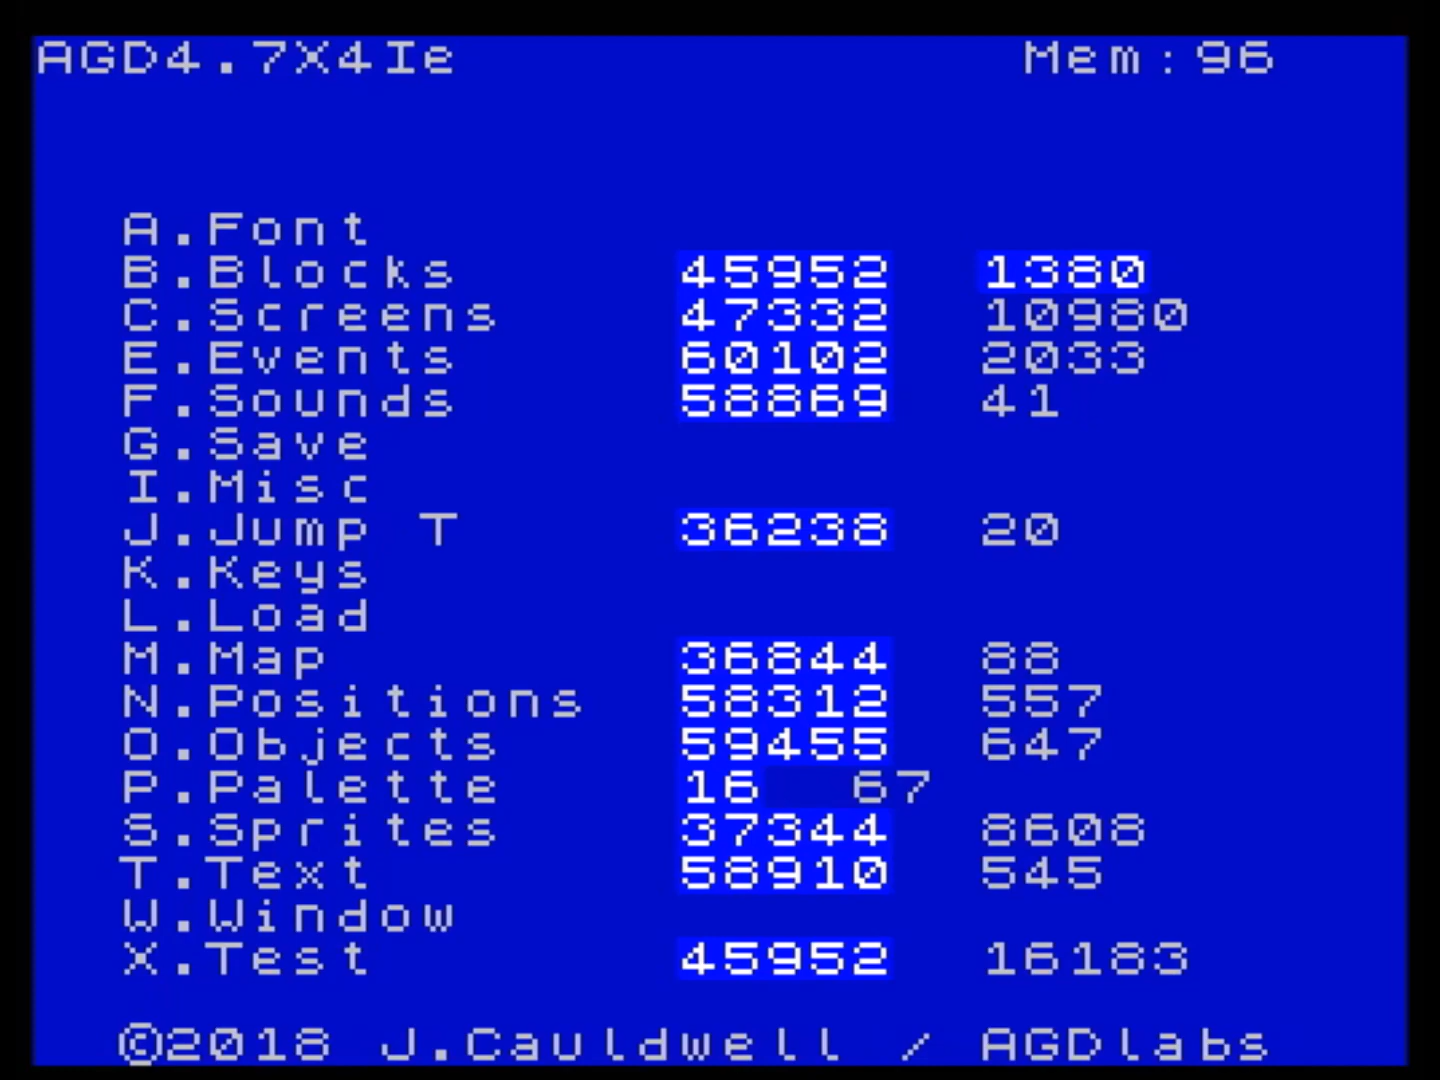 AGD4.7X4Ie Mem:96
A.Font
B.Blocks 45952 1380
C.Screens 47332 10980
E.Events 60102 2033
F.Sounds 58869 41
G.Save
I.Misc
J.Jump T 36238 20
K.Keys
L.Load
M.Map 36844 88
N.Positions 58312 557
O.Objects 59455 647
P.Palette 16 67
S.Sprites 37344 8608
T.Text 58910 545
W.Window
X.Test 45952 16183
©2018 J.Cauldwell / AGDlabs